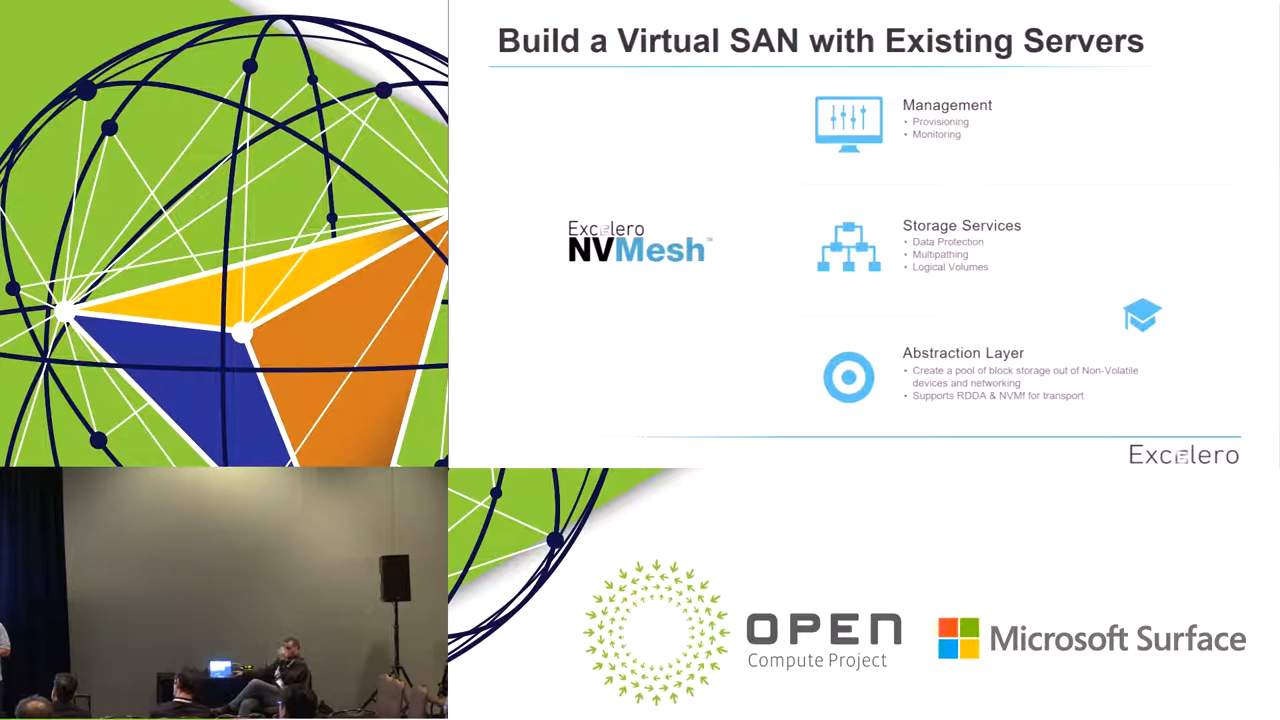 Build a Virtual SAN with Existing Servers
Management
• Provisioning
• Monitoring
Excelero
NVMesh™
Storage Services
• Data Protection
• Multipathing
• Logical Volumes
Abstraction Layer
• Create a pool of block storage out of Non-Volatile
devices and networking
• Supports RDDA & NVMf for transport
Excelero
OPEN
Compute Project
Microsoft Surface